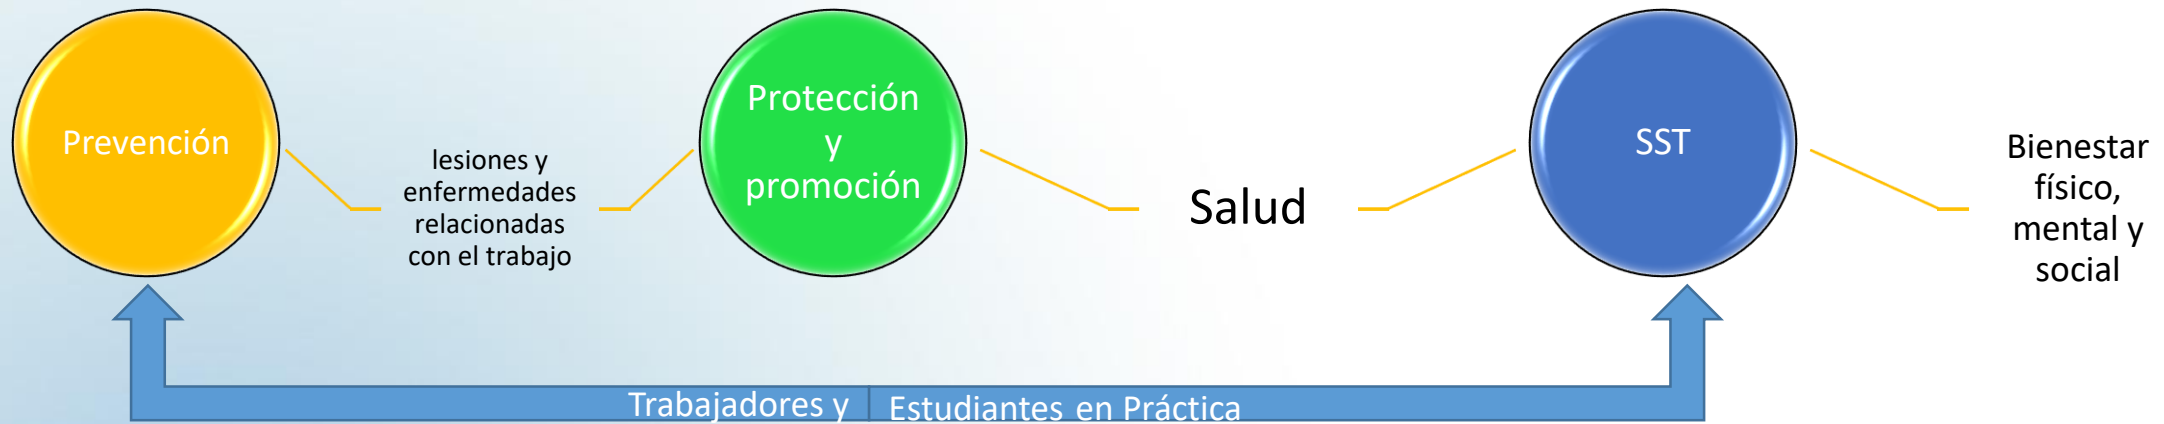 Prevención
lesiones y
enfermedades
relacionadas
con el trabajo
Protección
y
promoción
Salud
SST
Bienestar
físico,
mental y
social
Trabajadores y Estudiantes en Práctica